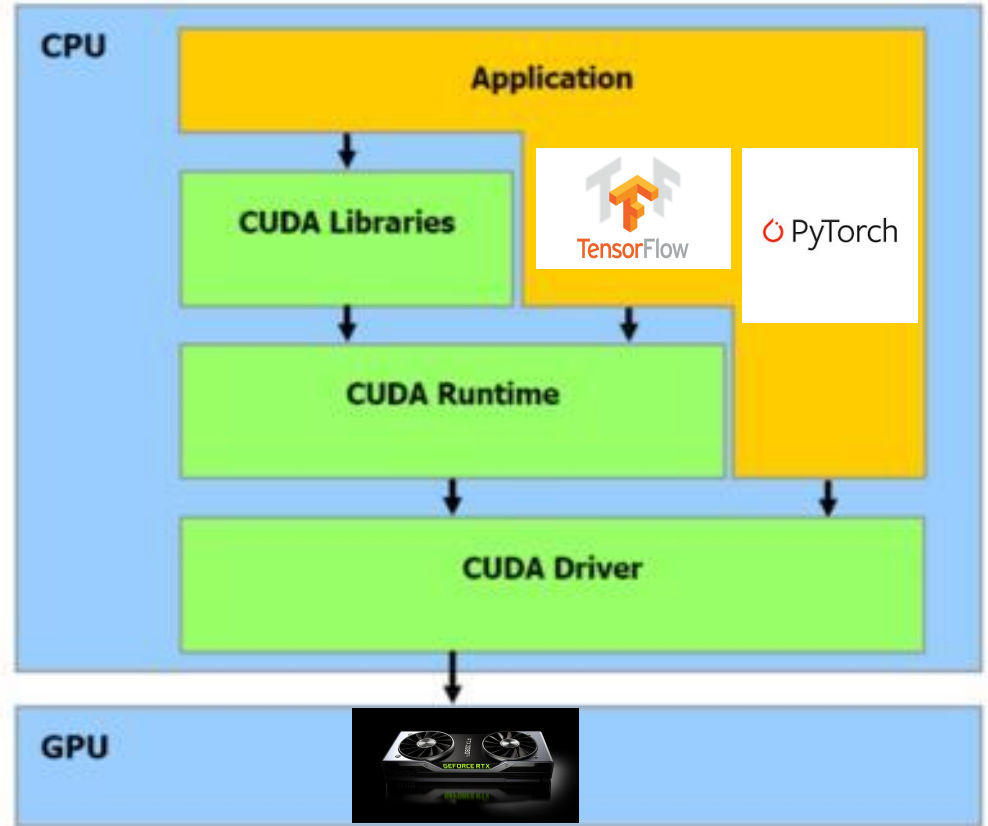 CPU
Application
CUDA Libraries
TensorFlow
PyTorch
CUDA Runtime
CUDA Driver
GPU
GEFORCE RTX